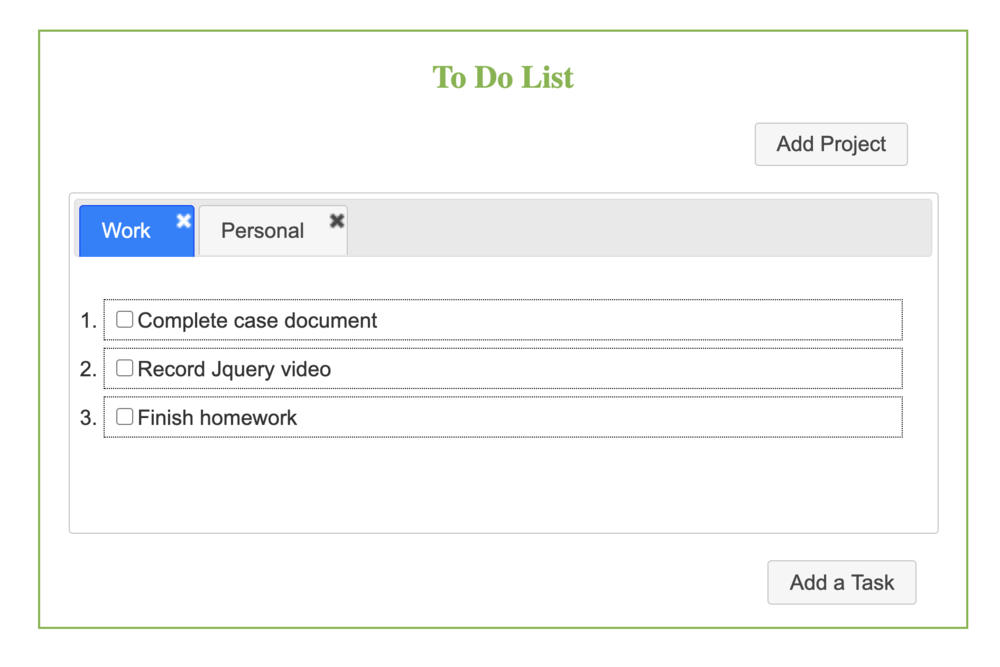 To Do List
Add Project
Work Personal
1. Complete case document
2. Record Jquery video
3. Finish homework
Add a Task